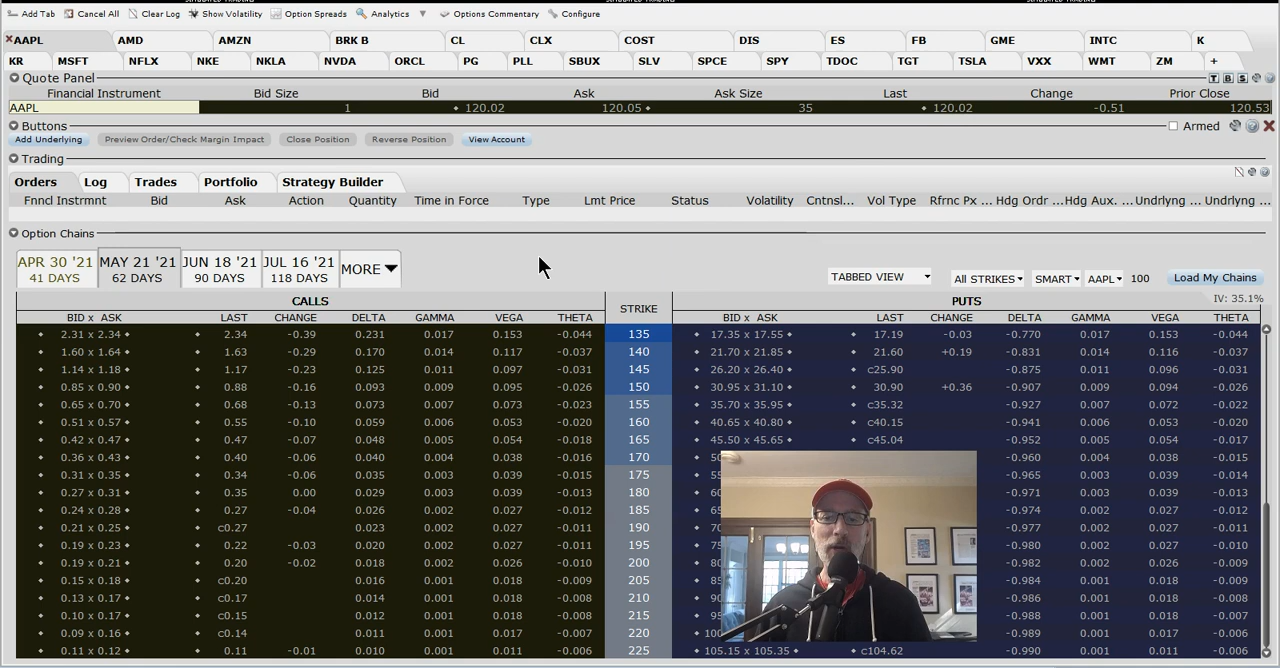 Add Tab Cancel All Clear Log Show Volatility Option Spreads Analytics Options Commentary Configure
AAPL AMD AMZN BRK B CL CLX COST DIS ES FB GME INTC K
KR MSFT NFLX NKE NKLA NVDA ORCL PG PLL SBUX SLV SPCE SPY TDOC TGT TSLA VXX WMT ZM +
Quote Panel T B S
Financial Instrument Bid Size Bid Ask Ask Size Last Change Prior Close
AAPL 1 120.02 120.05 35 120.02 -0.51 120.53
Buttons Armed
Add Underlying Preview Order/Check Margin Impact Close Position Reverse Position View Account
Trading
Orders Log Trades Portfolio Strategy Builder
Fnncl Instrmnt Bid Ask Action Quantity Time in Force Type Lmt Price Status Volatility Cntnsl... Vol Type Rfrnc Px ... Hdg Ordr ... Hdg Aux. ... Undrlyng ... Undrlyng ...
Option Chains
APR 30 '21 MAY 21 '21 JUN 18 '21 JUL 16 '21 MORE
41 DAYS 62 DAYS 90 DAYS 118 DAYS
TABBED VIEW All STRIKES SMART AAPL 100 Load My Chains
CALLS STRIKE PUTS IV: 35.1%
BID x ASK LAST CHANGE DELTA GAMMA VEGA THETA BID x ASK LAST CHANGE DELTA GAMMA VEGA THETA
2.31 x 2.34 2.34 -0.39 0.231 0.017 0.153 -0.044 135 17.35 x 17.55 17.19 -0.03 -0.770 0.017 0.153 -0.044
1.60 x 1.64 1.63 -0.29 0.170 0.014 0.117 -0.037 140 21.70 x 21.85 21.60 +0.19 -0.831 0.014 0.116 -0.037
1.14 x 1.18 1.17 -0.23 0.125 0.011 0.097 -0.031 145 26.20 x 26.40 c25.90 -0.875 0.011 0.096 -0.031
0.85 x 0.90 0.88 -0.16 0.093 0.009 0.095 -0.026 150 30.95 x 31.10 30.90 +0.36 -0.907 0.009 0.094 -0.026
0.65 x 0.70 0.68 -0.13 0.073 0.007 0.073 -0.023 155 35.70 x 35.95 c35.32 -0.927 0.007 0.072 -0.022
0.51 x 0.57 0.55 -0.10 0.059 0.006 0.053 -0.020 160 40.65 x 40.80 c40.15 -0.941 0.006 0.053 -0.020
0.42 x 0.47 0.47 -0.07 0.048 0.005 0.054 -0.018 165 45.50 x 45.65 c45.04 -0.952 0.005 0.054 -0.017
0.36 x 0.43 0.40 -0.06 0.040 0.004 0.038 -0.016 170 -0.960 0.004 0.038 -0.015
0.31 x 0.35 0.34 -0.06 0.035 0.003 0.039 -0.014 175 -0.965 0.003 0.039 -0.014
0.27 x 0.31 0.35 0.00 0.029 0.003 0.039 -0.013 180 -0.971 0.003 0.039 -0.013
0.24 x 0.28 0.27 -0.04 0.026 0.002 0.027 -0.012 185 -0.974 0.002 0.027 -0.012
0.21 x 0.25 c0.27 0.023 0.002 0.027 -0.011 190 -0.977 0.002 0.027 -0.011
0.19 x 0.23 0.22 -0.03 0.020 0.002 0.027 -0.011 195 -0.980 0.002 0.027 -0.010
0.19 x 0.21 0.20 -0.02 0.018 0.002 0.026 -0.010 200 -0.982 0.002 0.026 -0.009
0.15 x 0.18 c0.20 0.016 0.001 0.018 -0.009 205 -0.984 0.001 0.018 -0.009
0.13 x 0.17 c0.17 0.014 0.001 0.018 -0.008 210 -0.986 0.001 0.018 -0.008
0.10 x 0.17 c0.15 0.012 0.001 0.018 -0.008 215 -0.988 0.001 0.018 -0.007
0.09 x 0.16 c0.14 0.011 0.001 0.017 -0.007 220 -0.989 0.001 0.017 -0.006
0.11 x 0.12 0.11 -0.01 0.010 0.001 0.011 -0.006 225 105.15 x 105.35 c104.62 -0.990 0.001 0.011 -0.006